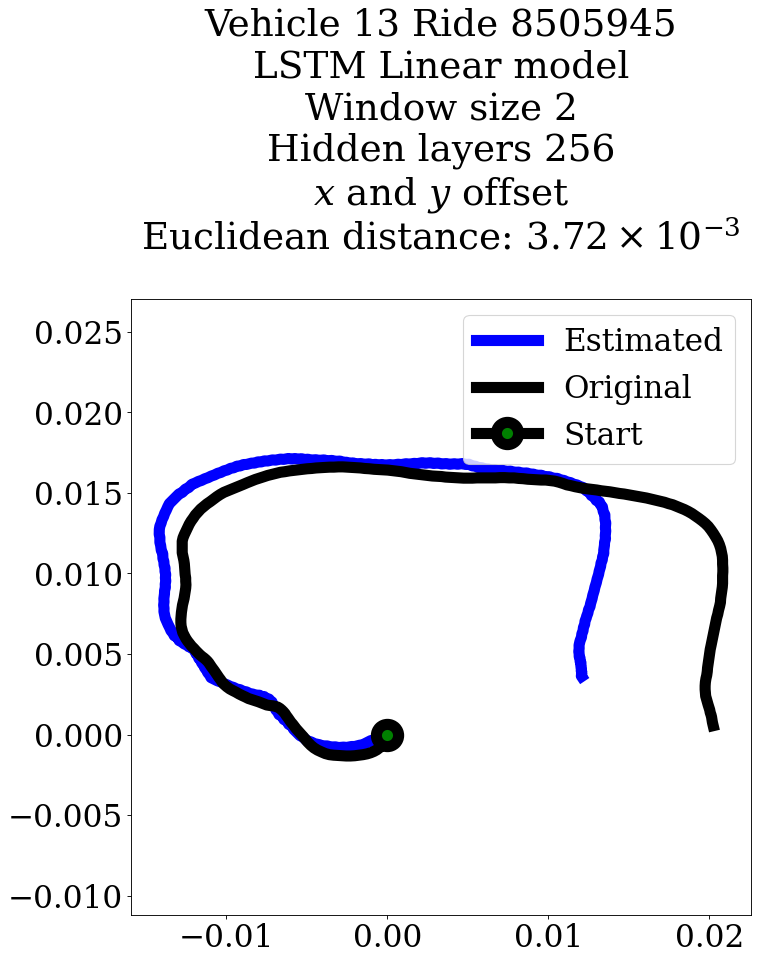 Vehicle 13 Ride 8505945
LSTM Linear model
Window size 2
Hidden layers 256
x and y offset
Euclidean distance: 3.72 × 10⁻³
Estimated
Original
Start
0.025
0.020
0.015
0.010
0.005
0.000
−0.005
−0.010
−0.01 0.00 0.01 0.02